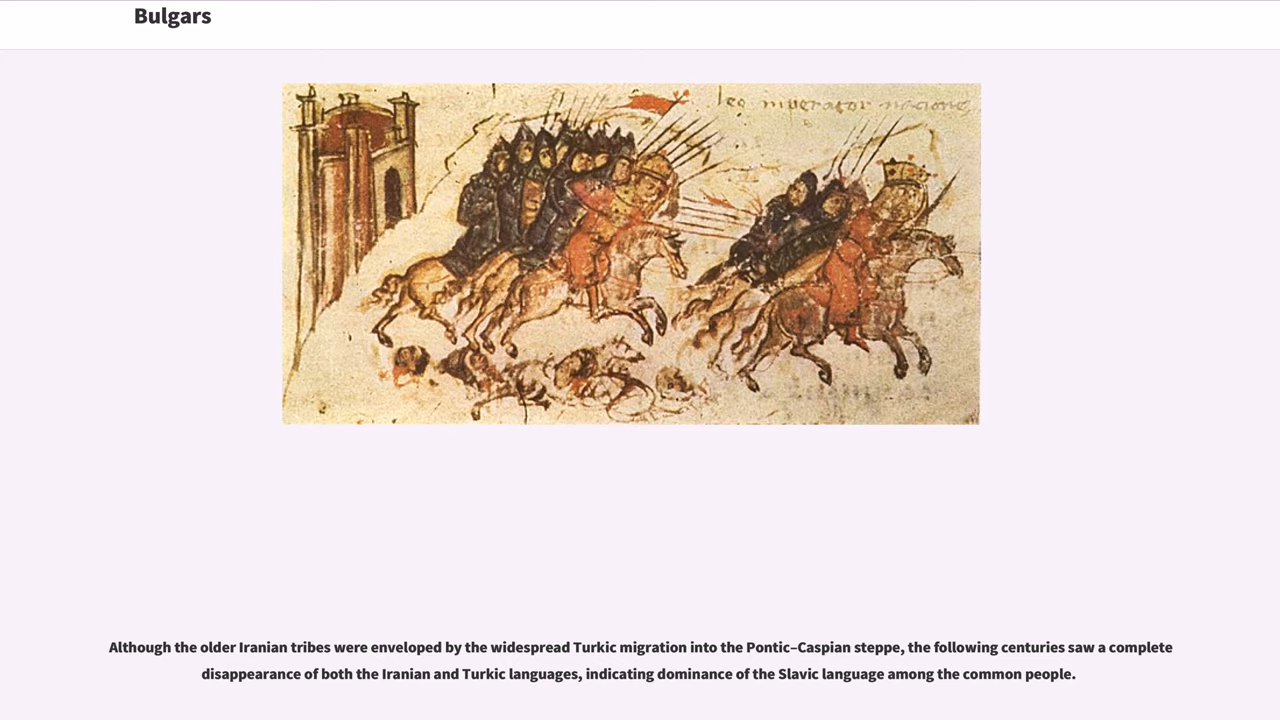 Bulgars
leo inperator
Although the older Iranian tribes were enveloped by the widespread Turkic migration into the Pontic–Caspian steppe, the following centuries saw a complete
disappearance of both the Iranian and Turkic languages, indicating dominance of the Slavic language among the common people.